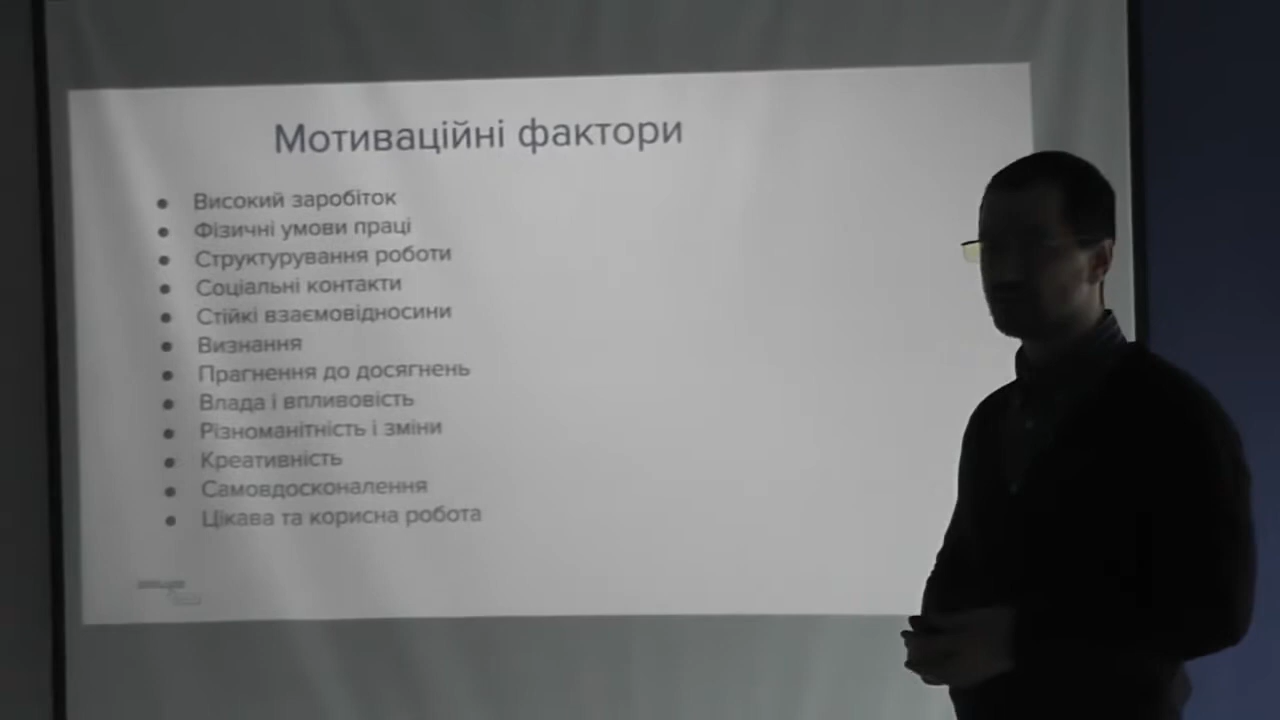 Мотиваційні фактори
● Високий заробіток
● Фізичні умови праці
● Структурування роботи
● Соціальні контакти
● Стійкі взаємовідносини
● Визнання
● Прагнення до досягнень
● Влада і впливовість
● Різноманітність і зміни
● Креативність
● Самовдосконалення
● Цікава та корисна робота